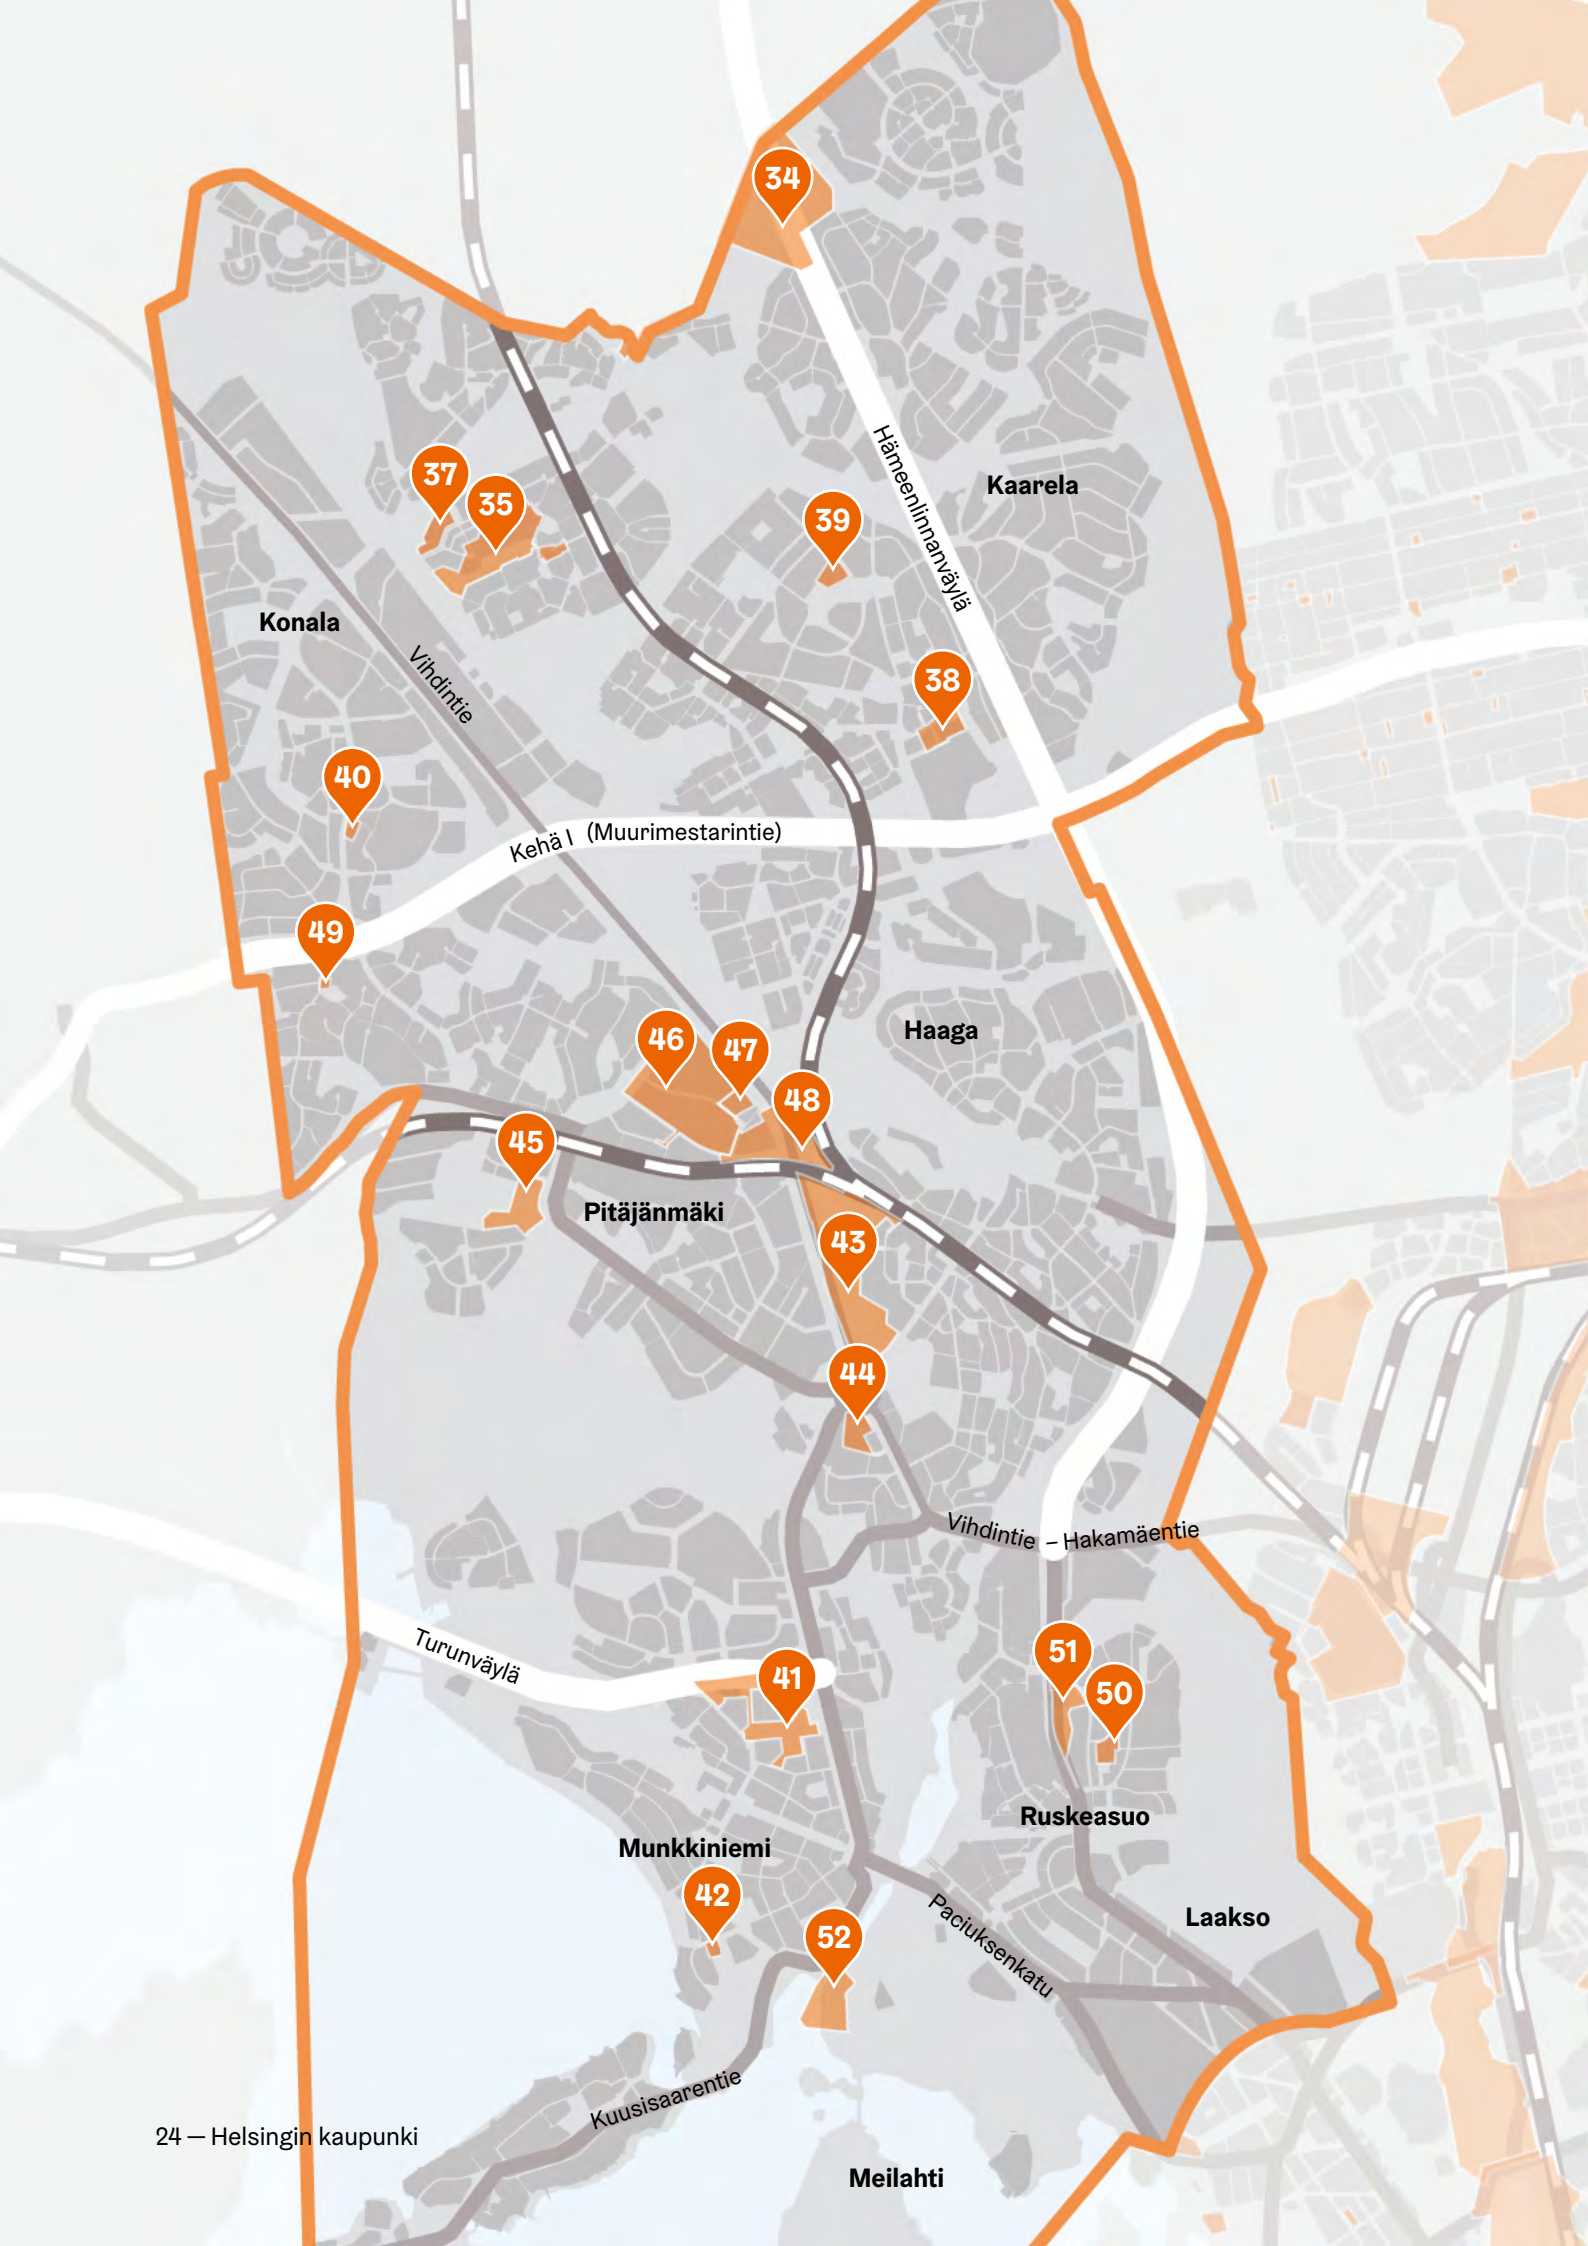 34
37
35
Hämeenlinnanväylä
Kaarela
39
Konala
Vihdintie
38
40
Kehä I (Muurimestarintie)
49
46
47
Haaga
48
45
Pitäjänmäki
43
44
Vihdintie – Hakamäentie
Turunväylä
51
41
50
Ruskeasuo
Munkkiniemi
42
Paciuksenkatu
Laakso
52
Kuusisaarentie
24 — Helsingin kaupunki
Meilahti